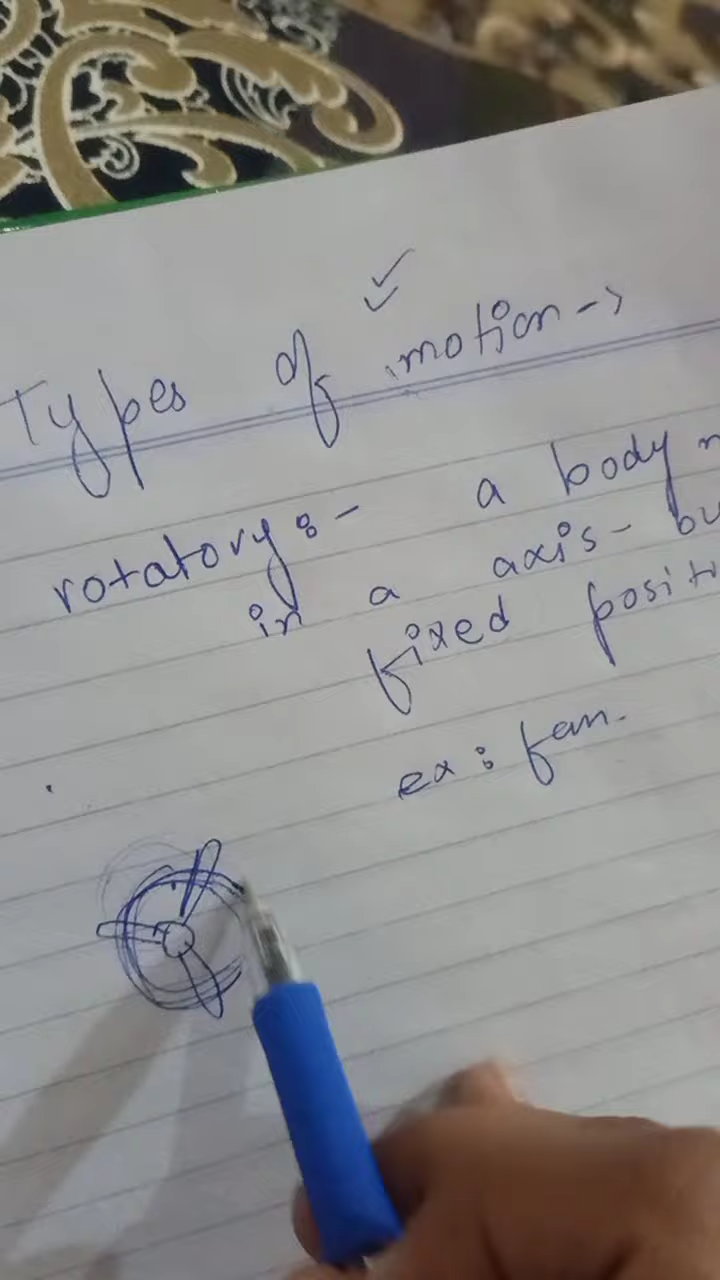 Types of motion ->
rotatory :- a body
in a axis -
fixed
ex : fan.